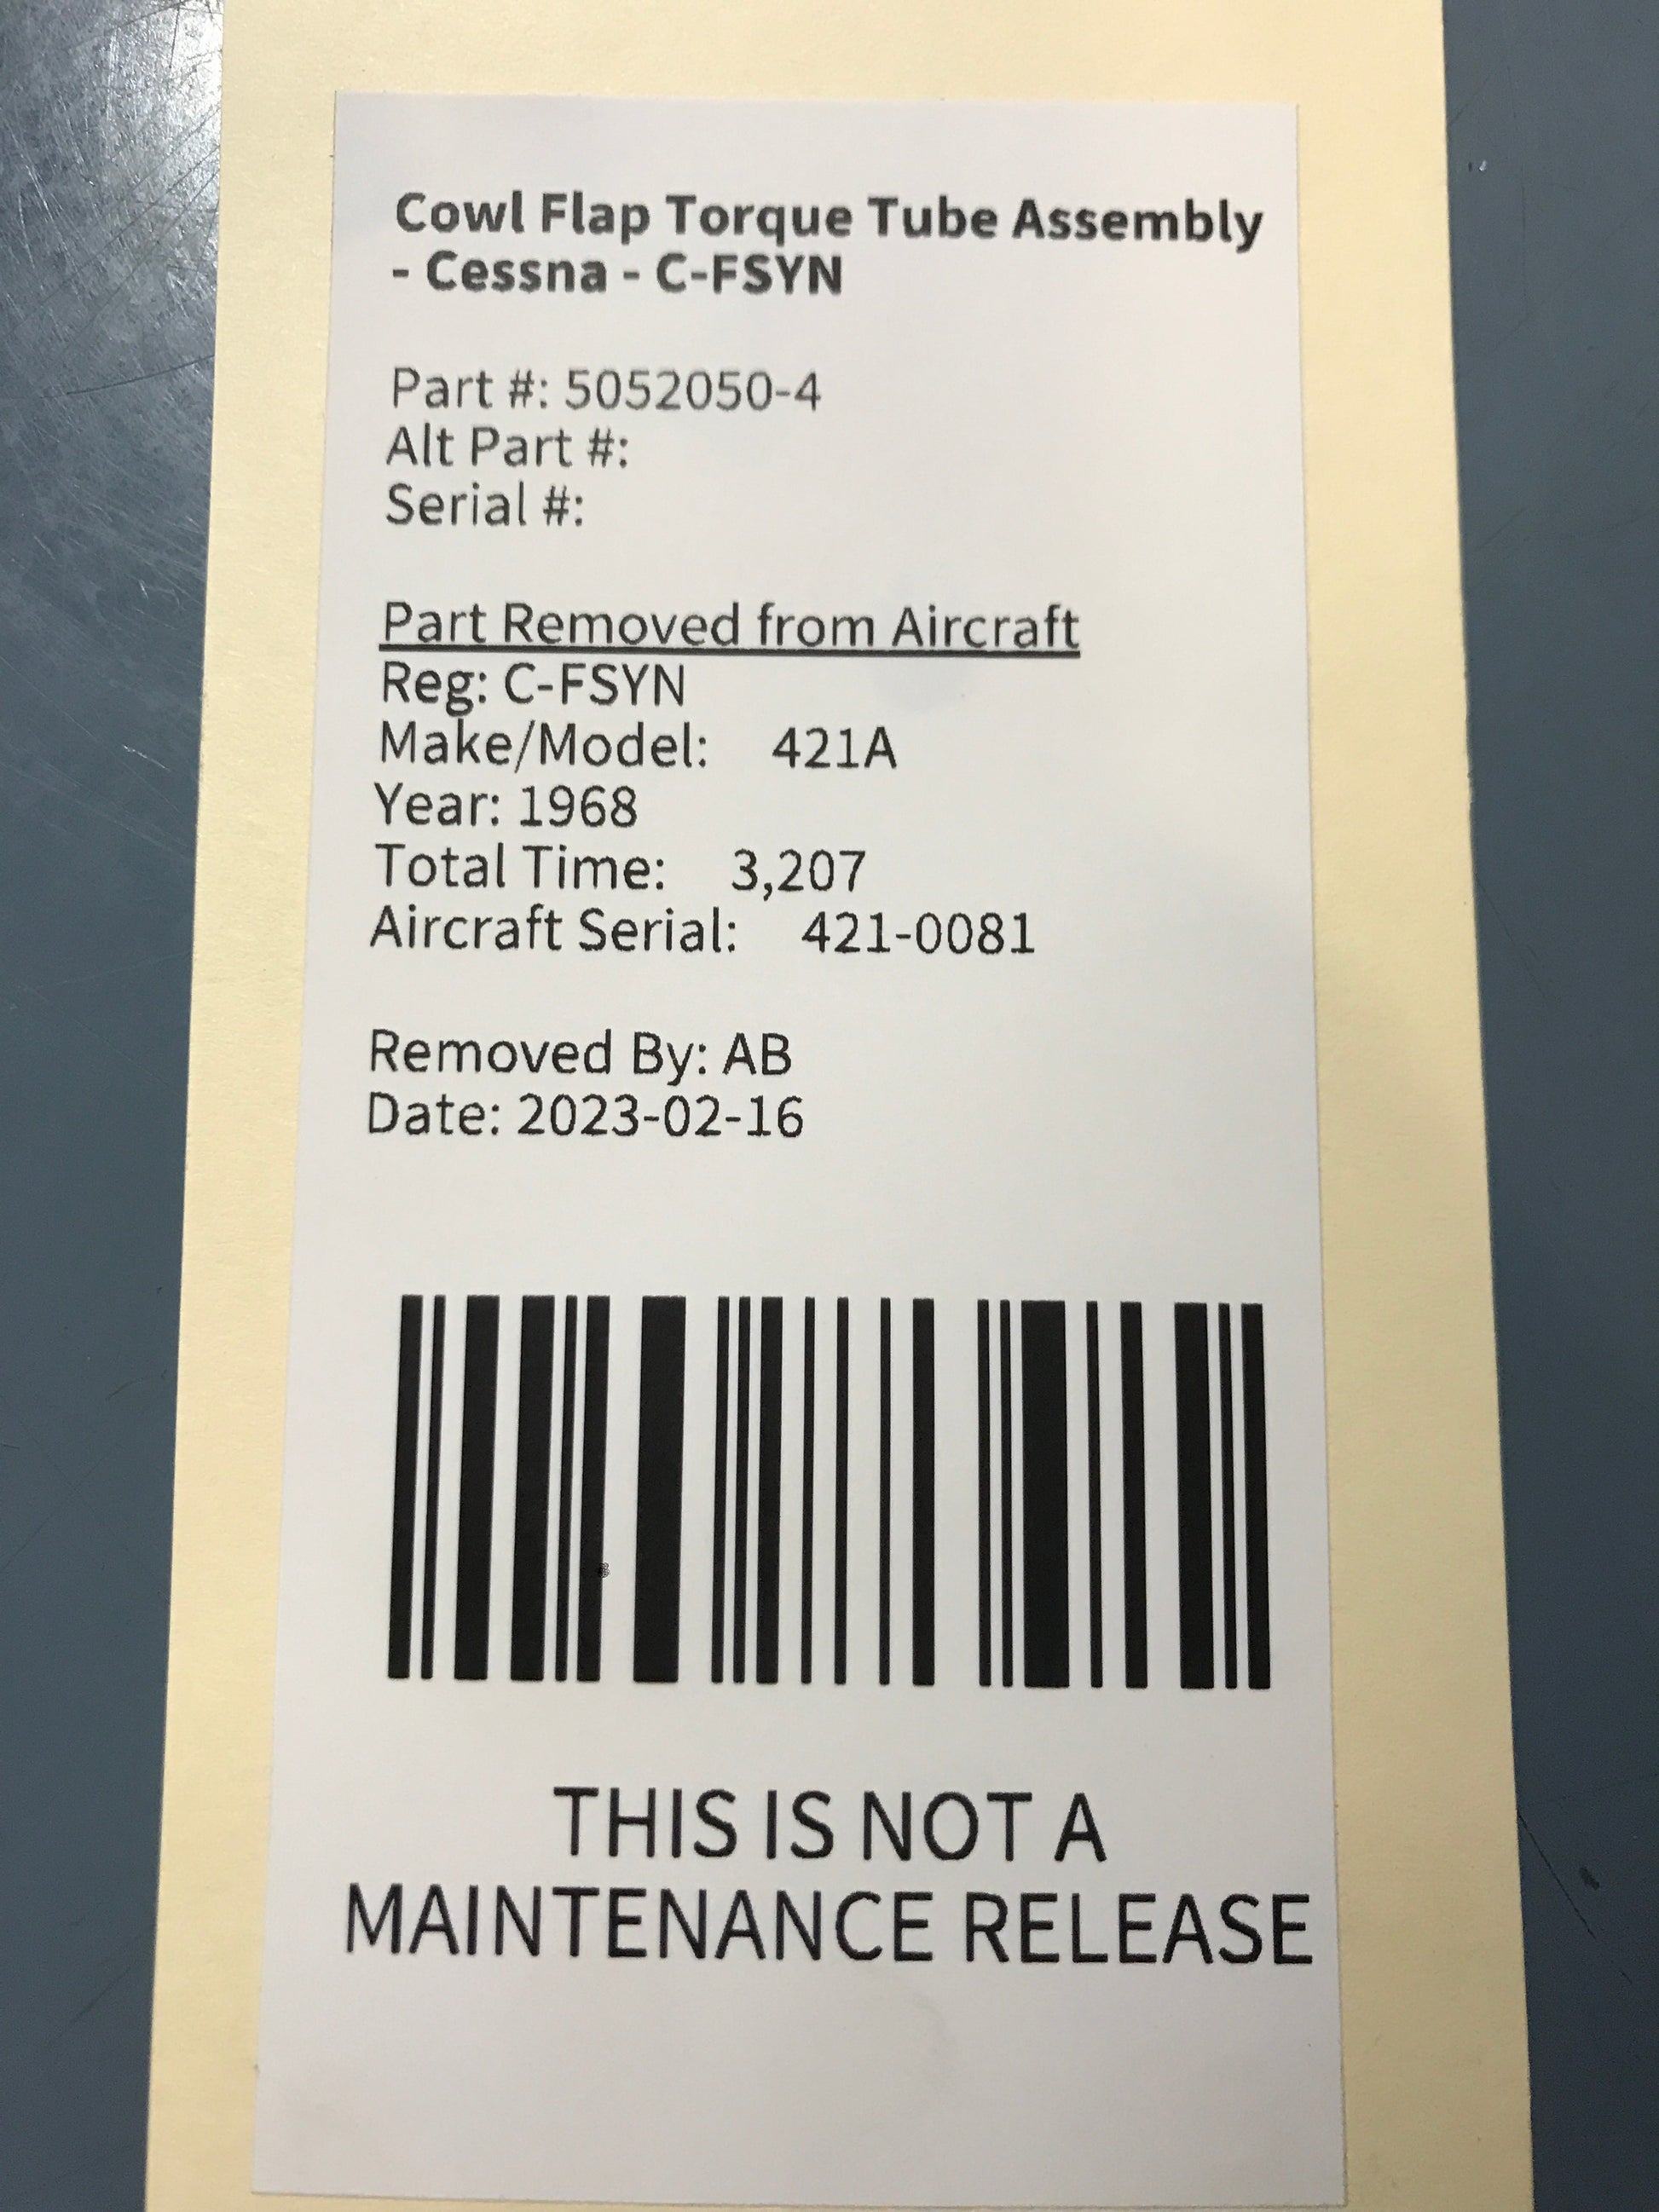 Cowl Flap Torque Tube Assembly
- Cessna - C-FSYN
Part #: 5052050-4
Alt Part #:
Serial #:
Part Removed from Aircraft
Reg: C-FSYN
Make/Model: 421A
Year: 1968
Total Time: 3,207
Aircraft Serial: 421-0081
Removed By: AB
Date: 2023-02-16
THIS IS NOT A
MAINTENANCE RELEASE